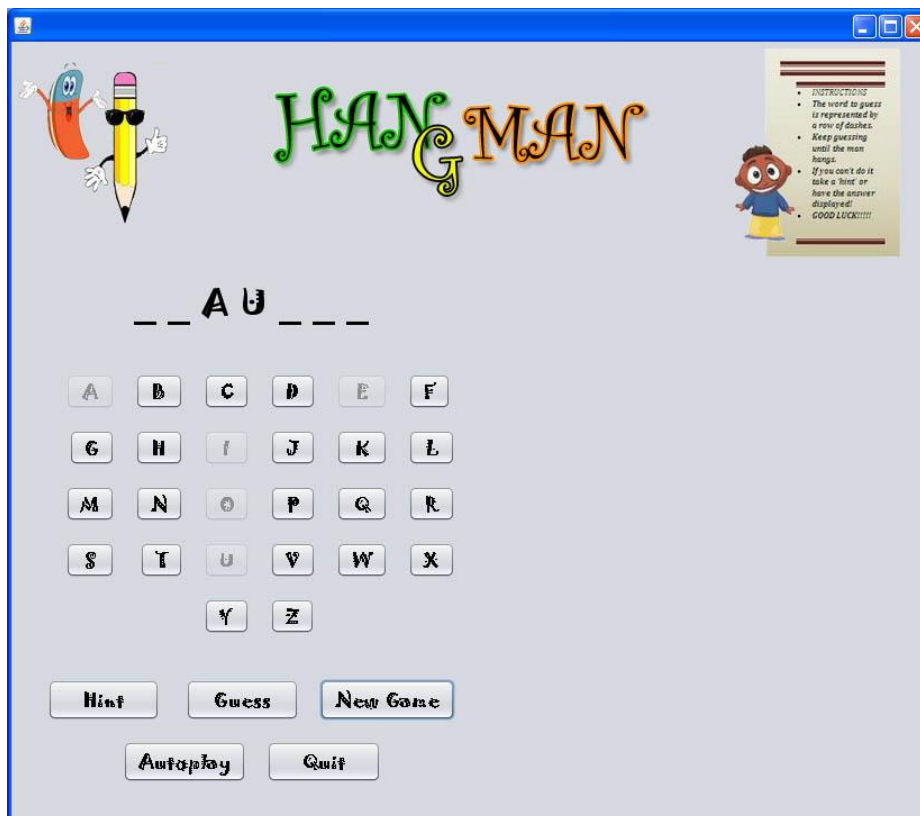 HANGMAN
INSTRUCTIONS
The word to guess
is represented by
a row of dashes.
Keep guessing
until the man
hangs.
If you can't do it
take a 'hint' or
have the answer
displayed!
GOOD LUCK!!!!!
_ _ A U _ _ _
A B C D E F
G H I J K L
M N O P Q R
S T U V W X
Y Z
Hint Guess New Game
Autoplay Quit